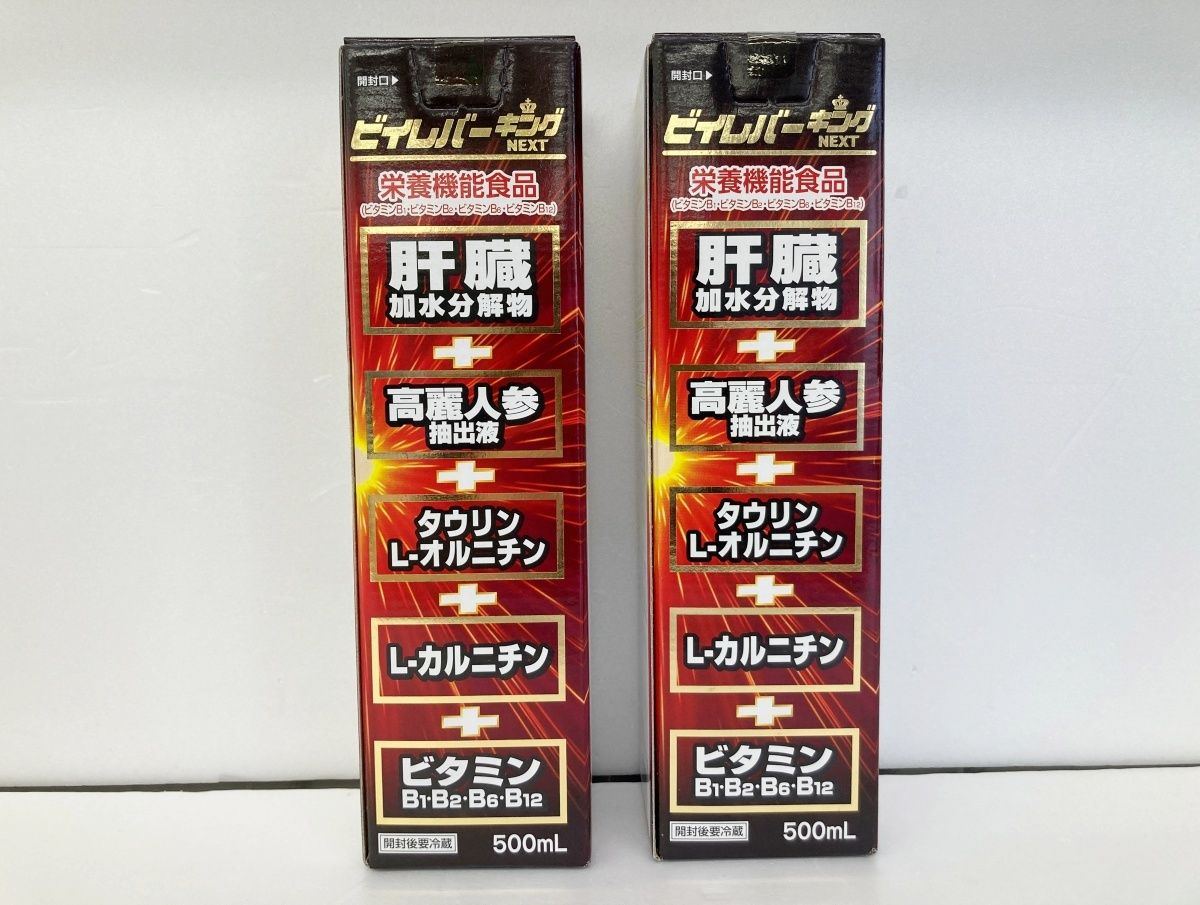 開封口▶
ビイレバーキング
NEXT
栄養機能食品
(ビタミンB1・ビタミンB2・ビタミンB6・ビタミンB12)
肝臓
加水分解物
+
高麗人参
抽出液
+
タウリン
L-オルニチン
+
L-カルニチン
+
ビタミン
B1・B2・B6・B12
開封後要冷蔵 500mL
開封口▶
ビイレバーキング
NEXT
栄養機能食品
(ビタミンB1・ビタミンB2・ビタミンB6・ビタミンB12)
肝臓
加水分解物
+
高麗人参
抽出液
+
タウリン
L-オルニチン
+
L-カルニチン
+
ビタミン
B1・B2・B6・B12
開封後要冷蔵 500mL